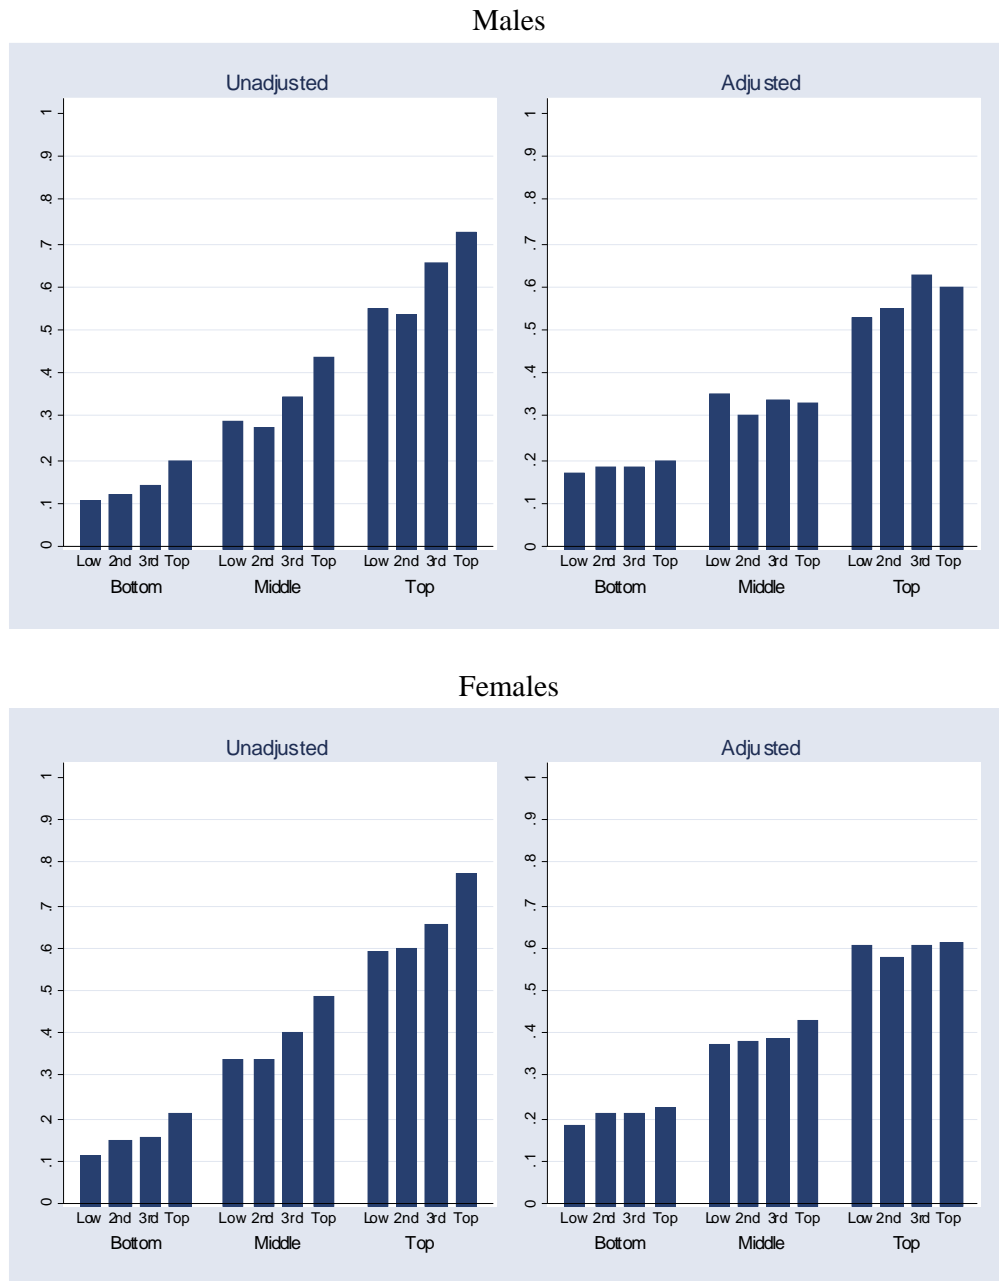 Males
Unadjusted Adjusted
1 1
.9 .9
.8 .8
.7 .7
.6 .6
.5 .5
.4 .4
.3 .3
.2 .2
.1 .1
0 0
Low 2nd 3rd Top Low 2nd 3rd Top Low 2nd 3rd Top Low 2nd 3rd Top Low 2nd 3rd Top Low 2nd 3rd Top
Bottom Middle Top Bottom Middle Top
Females
Unadjusted Adjusted
1 1
.9 .9
.8 .8
.7 .7
.6 .6
.5 .5
.4 .4
.3 .3
.2 .2
.1 .1
0 0
Low 2nd 3rd Top Low 2nd 3rd Top Low 2nd 3rd Top Low 2nd 3rd Top Low 2nd 3rd Top Low 2nd 3rd Top
Bottom Middle Top Bottom Middle Top